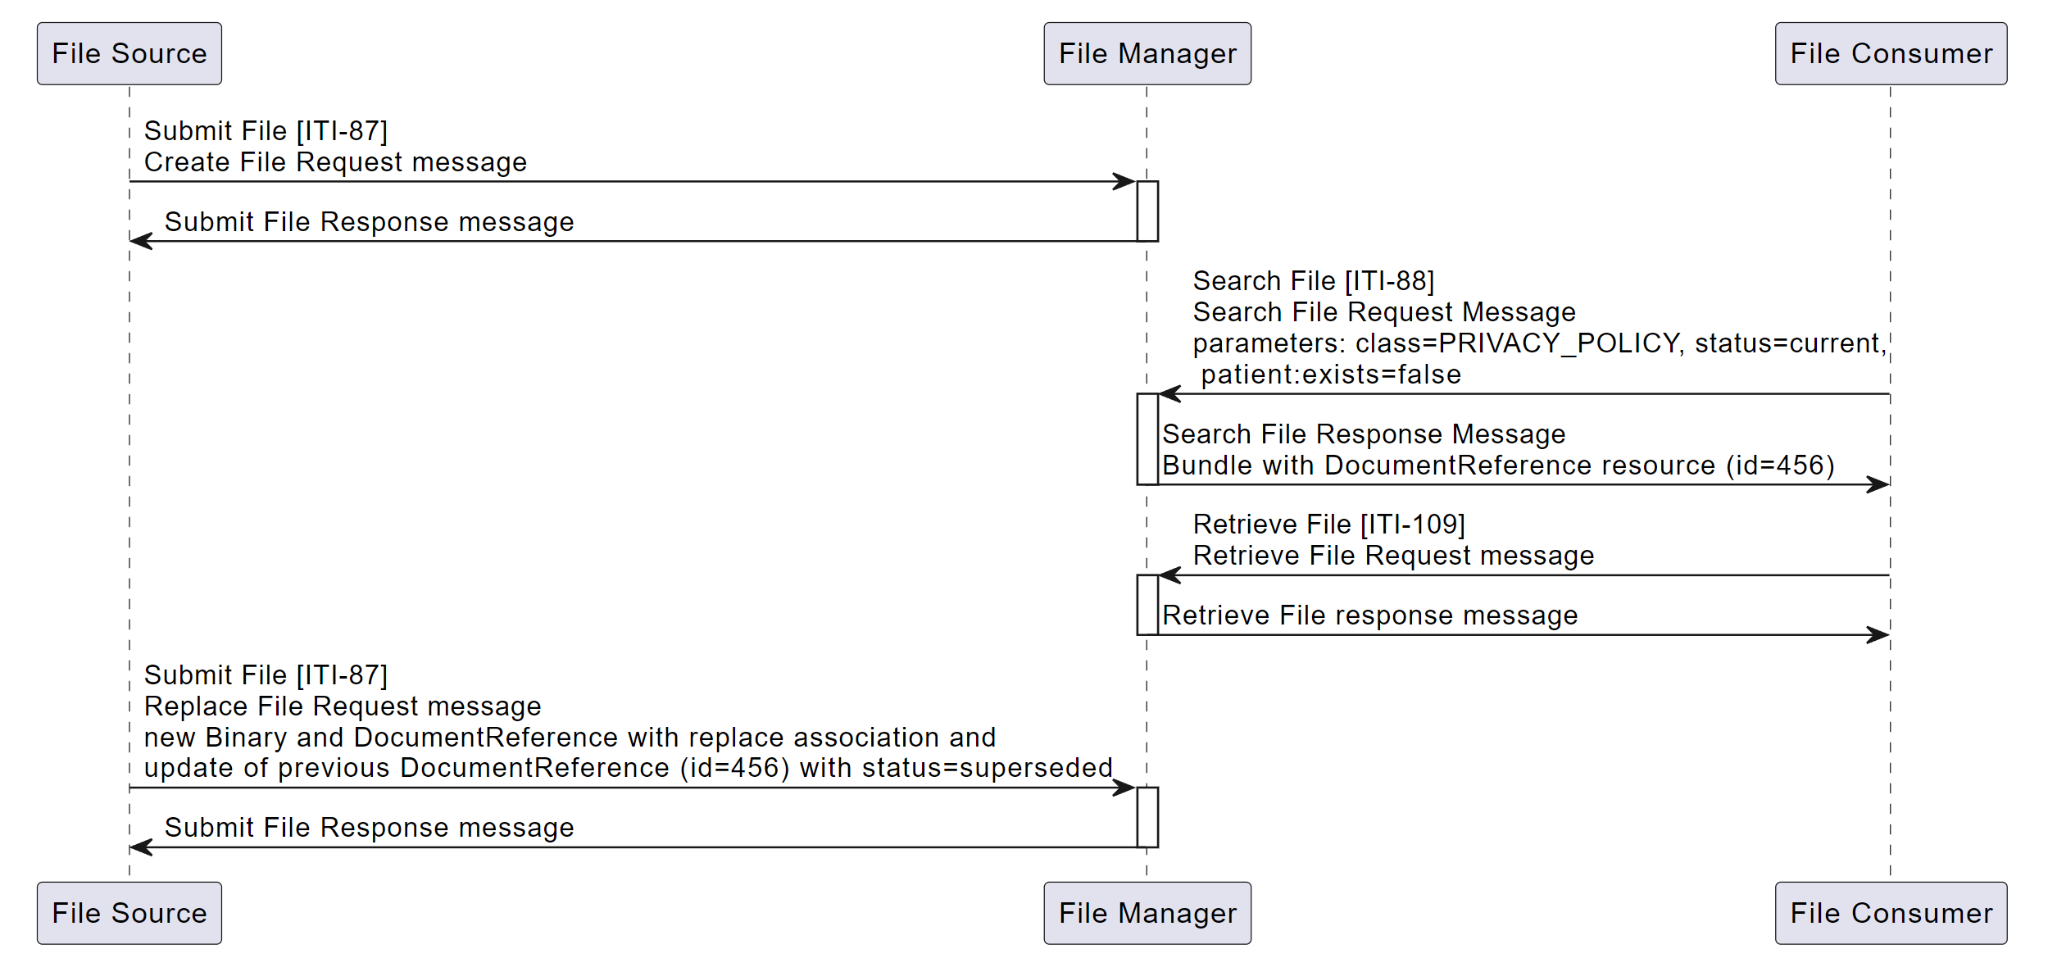 File Source
File Manager
File Consumer
Submit File [ITI-87]
Create File Request message
Submit File Response message
Search File [ITI-88]
Search File Request Message
parameters: class=PRIVACY_POLICY, status=current,
patient:exists=false
Search File Response Message
Bundle with DocumentReference resource (id=456)
Retrieve File [ITI-109]
Retrieve File Request message
Retrieve File response message
Submit File [ITI-87]
Replace File Request message
new Binary and DocumentReference with replace association and
update of previous DocumentReference (id=456) with status=superseded
Submit File Response message
File Source
File Manager
File Consumer